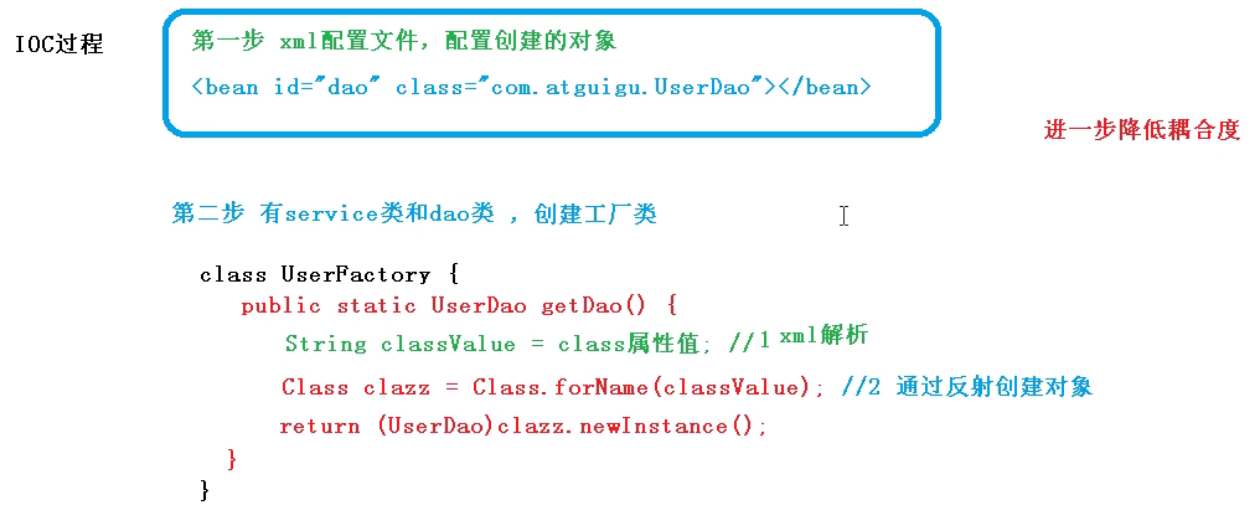 IOC过程
第一步 xml配置文件，配置创建的对象
<bean id="dao" class="com.atguigu.UserDao"></bean>
进一步降低耦合度
第二步 有service类和dao类 ，创建工厂类
class UserFactory {
public static UserDao getDao() {
String classValue = class属性值; //1 xml解析
Class clazz = Class.forName(classValue); //2 通过反射创建对象
return (UserDao)clazz.newInstance();
}
}